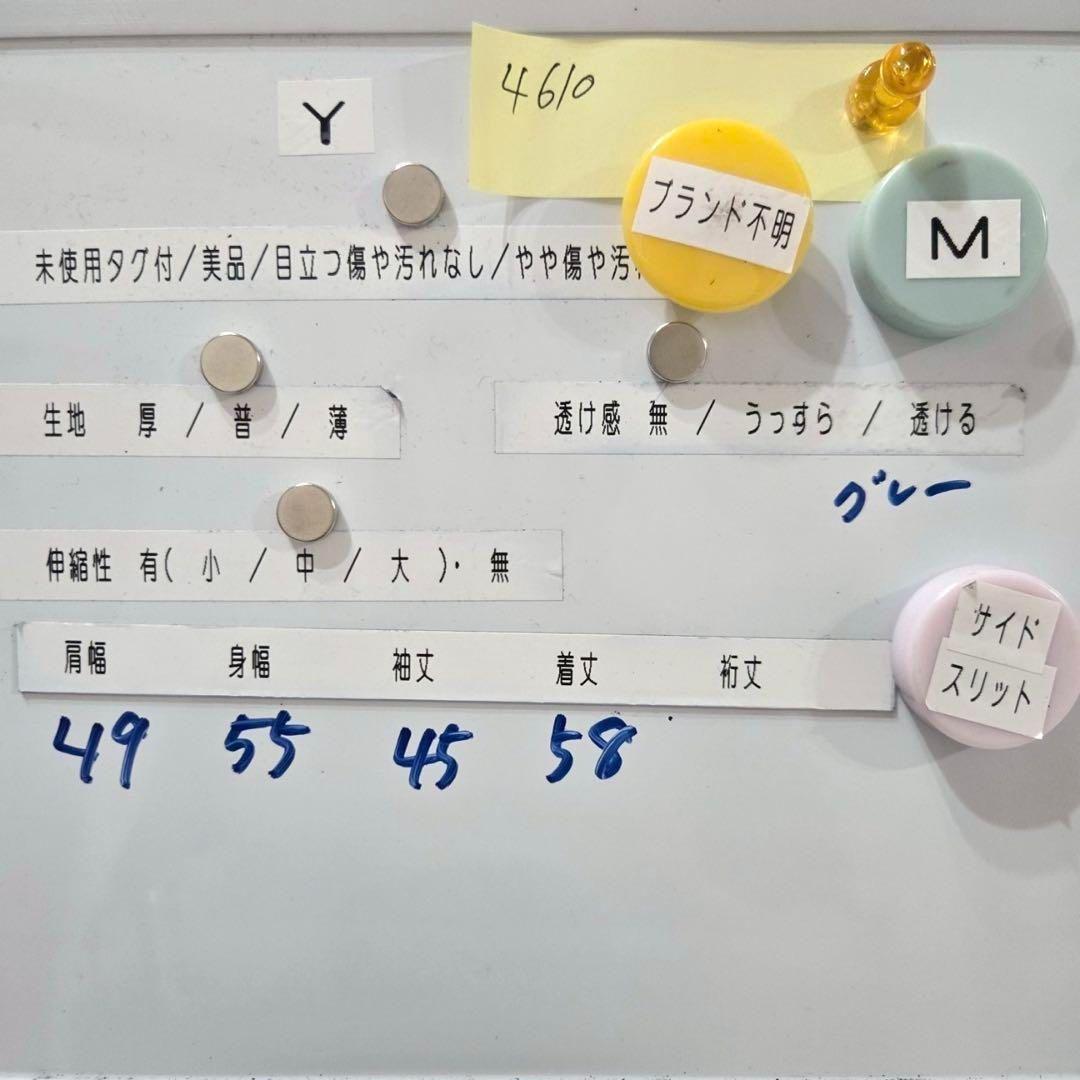 4610
Y
ブランド不明
M
未使用タグ付/美品/目立つ傷や汚れなし/やや傷や汚
生地 厚 / 普 / 薄
透け感 無 / うっすら / 透ける
グレー
伸縮性 有( 小 / 中 / 大 )・ 無
サイド
スリット
肩幅 身幅 袖丈 着丈 裄丈
49 55 45 58